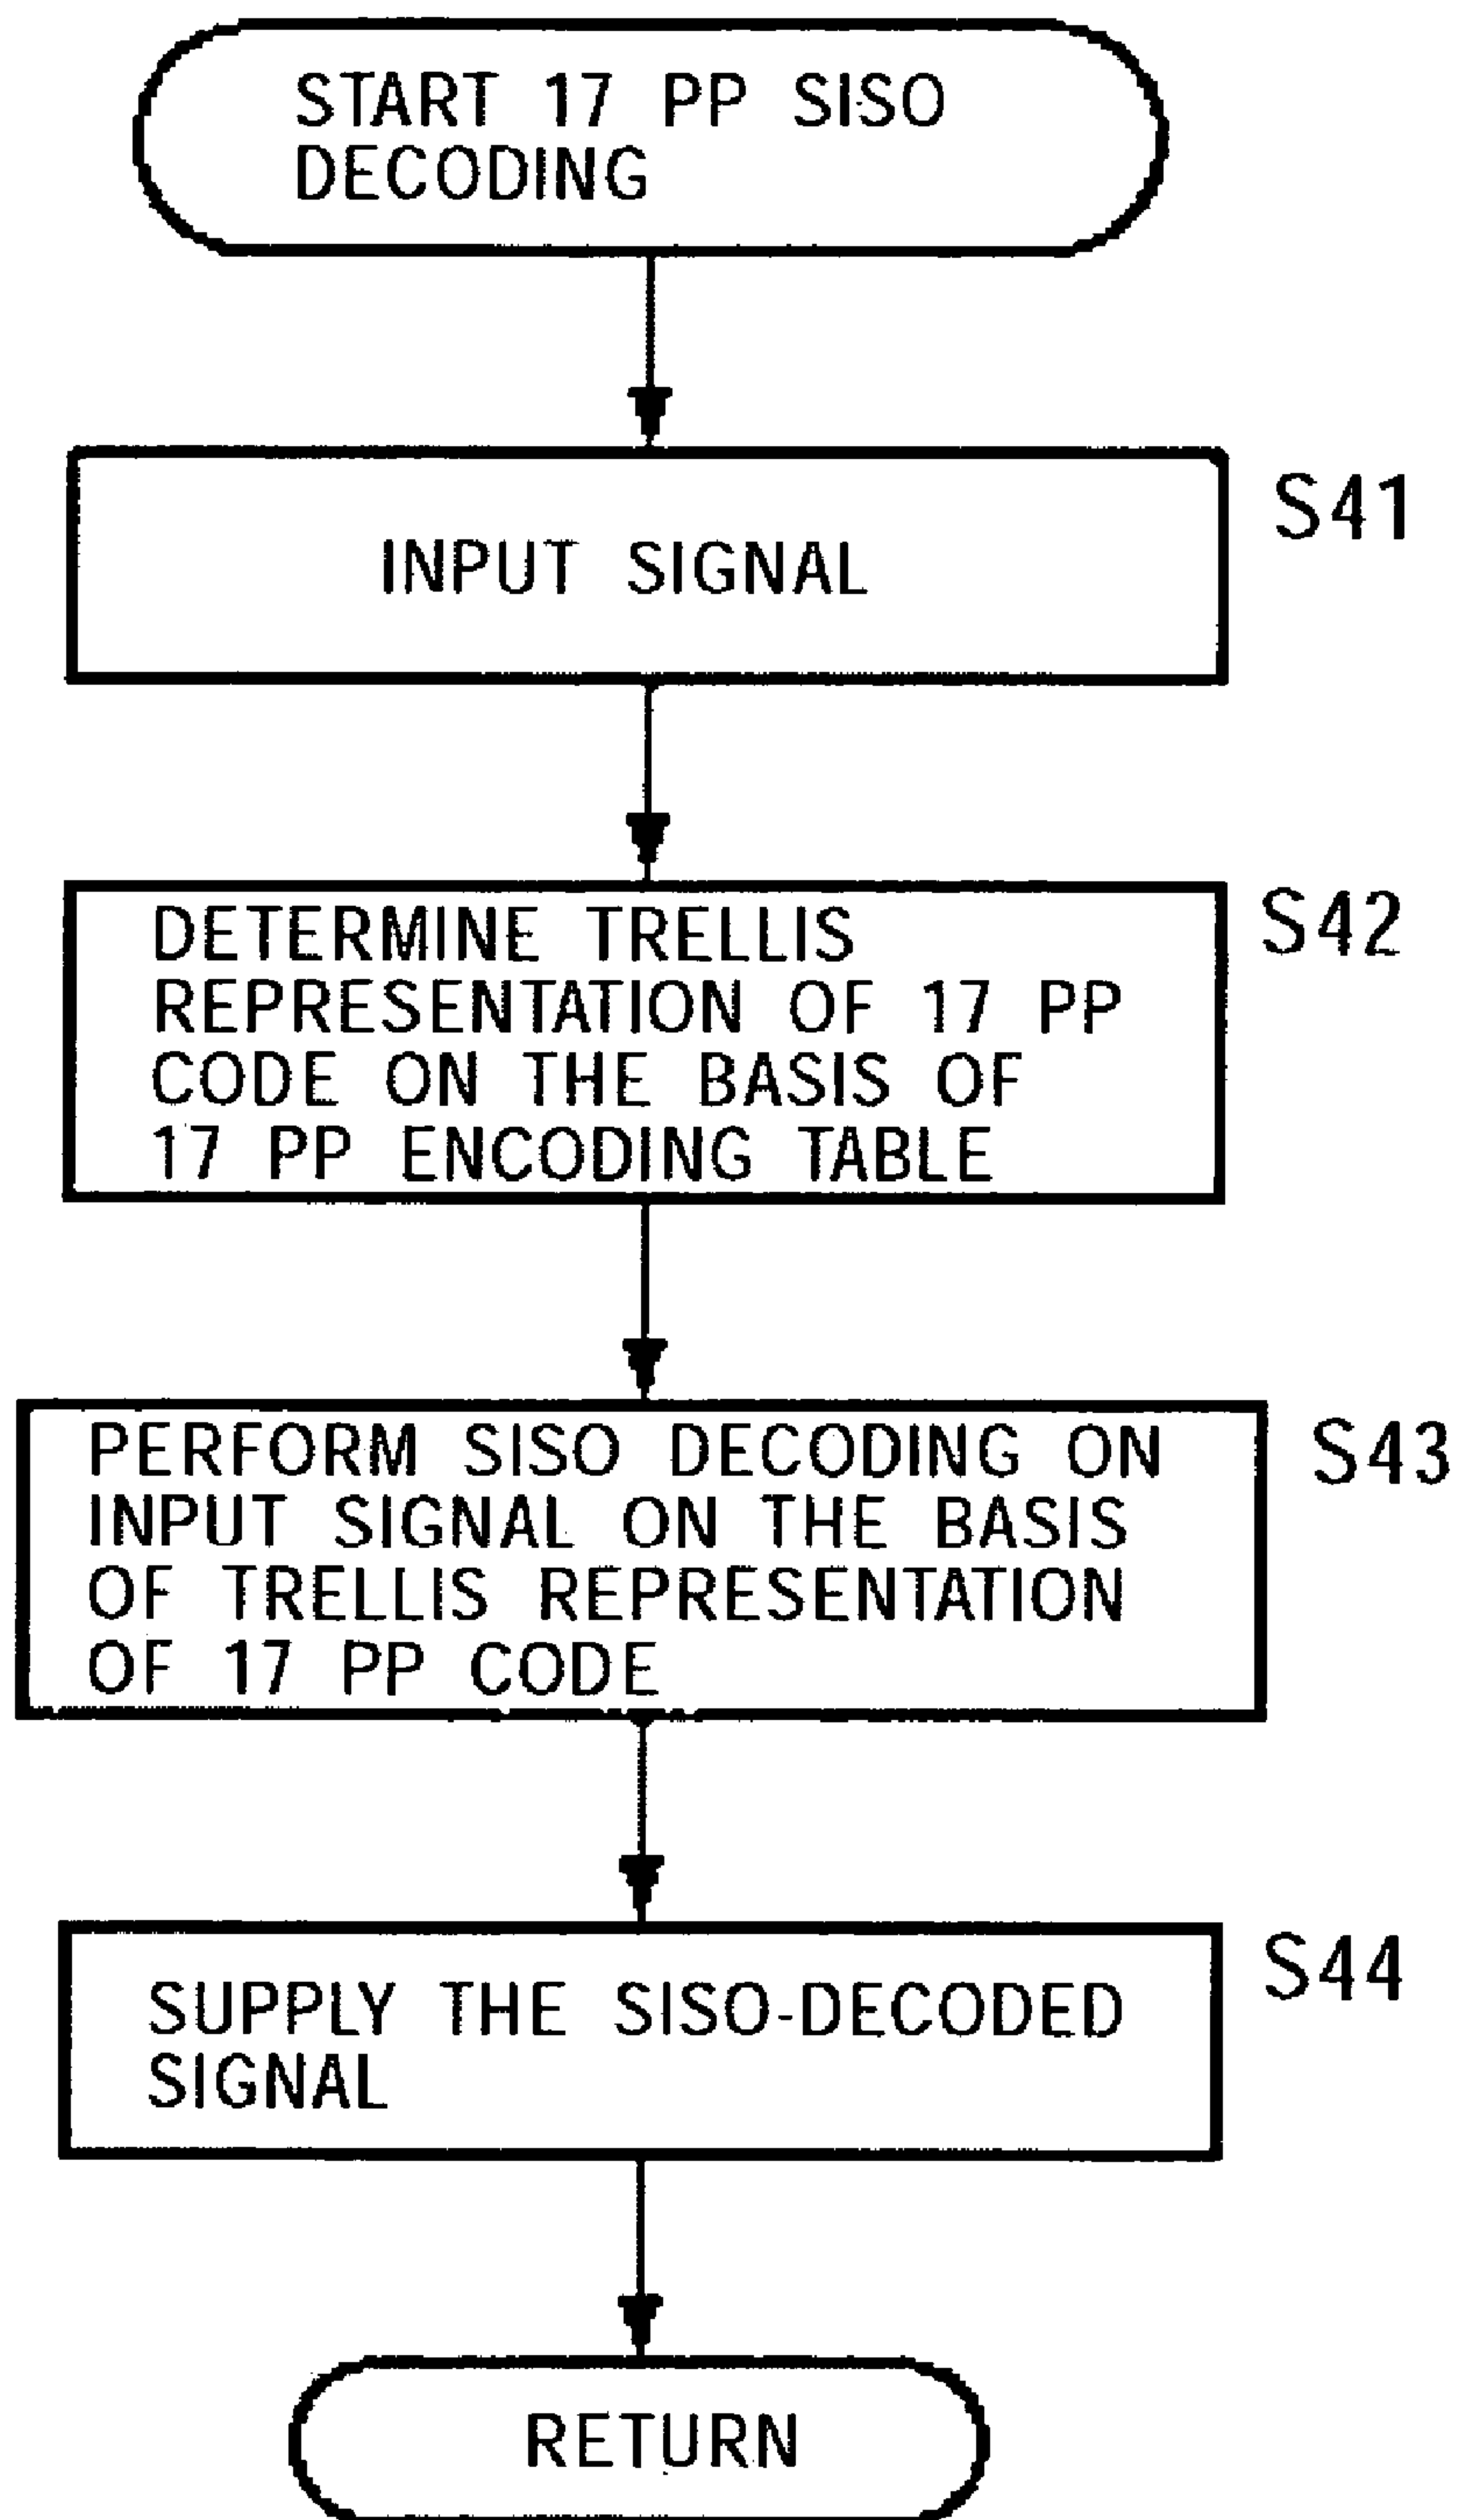 START 17 PP SISO
DECODING
INPUT SIGNAL
S41
DETERMINE TRELLIS
REPRESENTATION OF 17 PP
CODE ON THE BASIS OF
17 PP ENCODING TABLE
S42
PERFORM SISO DECODING ON
INPUT SIGNAL ON THE BASIS
OF TRELLIS REPRESENTATION
OF 17 PP CODE
S43
SUPPLY THE SISO-DECODED
SIGNAL
S44
RETURN